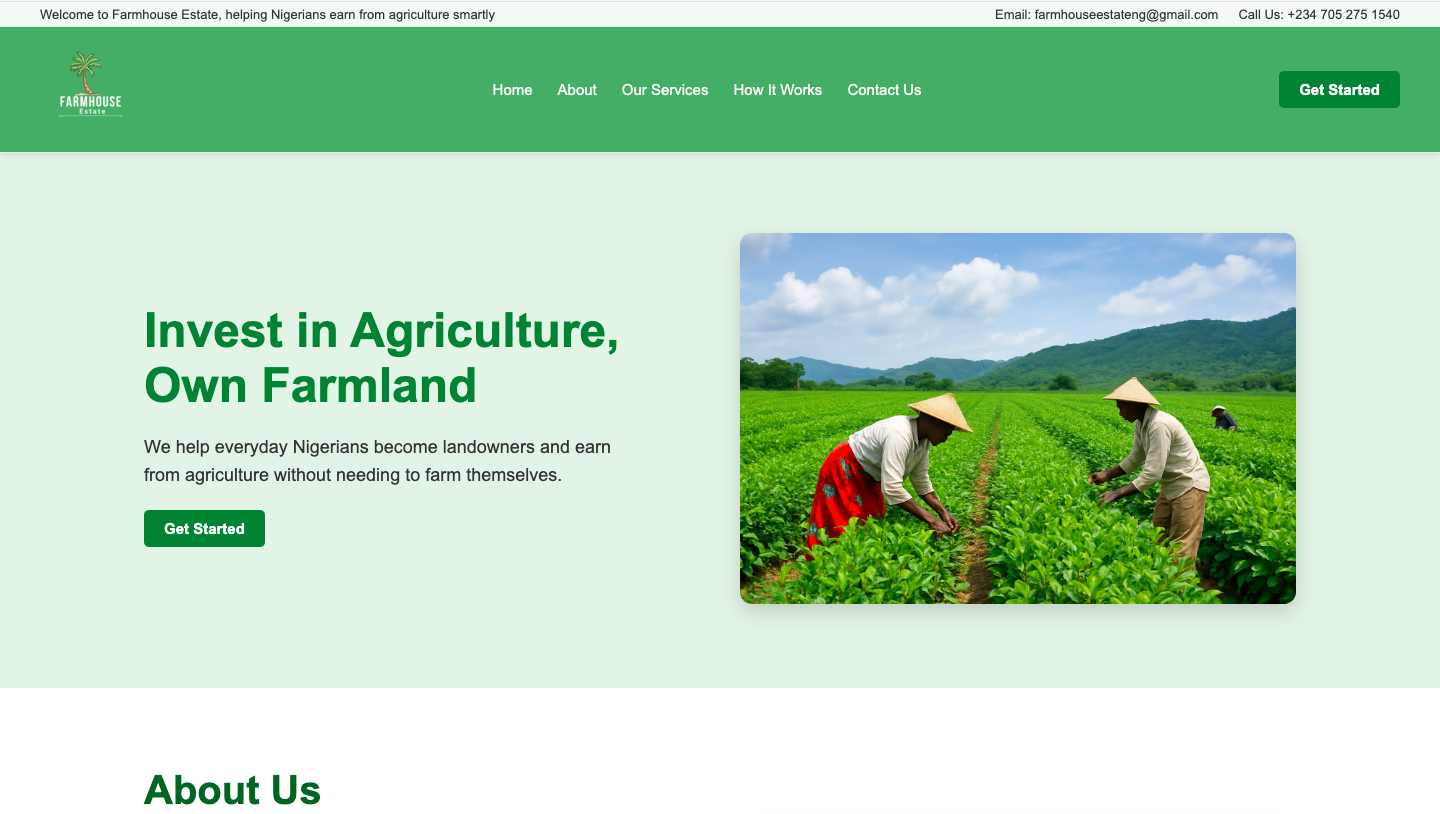 Welcome to Farmhouse Estate, helping Nigerians earn from agriculture smartly
Email: farmhouseestateng@gmail.com
Call Us: +234 705 275 1540
FARMHOUSE
Estate
Home
About
Our Services
How It Works
Contact Us
Get Started
Invest in Agriculture,
Own Farmland
We help everyday Nigerians become landowners and earn
from agriculture without needing to farm themselves.
Get Started
About Us